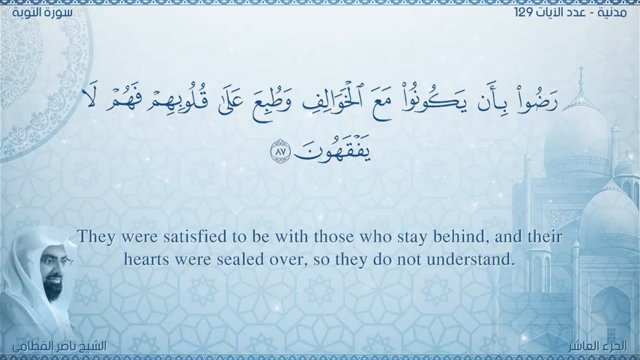 سورة التوبة
مدنية - عدد الآيات 129
رَضُوا۟ بِأَن يَكُونُوا۟ مَعَ ٱلْخَوَالِفِ وَطُبِعَ عَلَىٰ قُلُوبِهِمْ فَهُمْ لَا
يَفْقَهُونَ ٨٧
They were satisfied to be with those who stay behind, and their
hearts were sealed over, so they do not understand.
الشيخ ناصر القطامي
الجزء العاشر